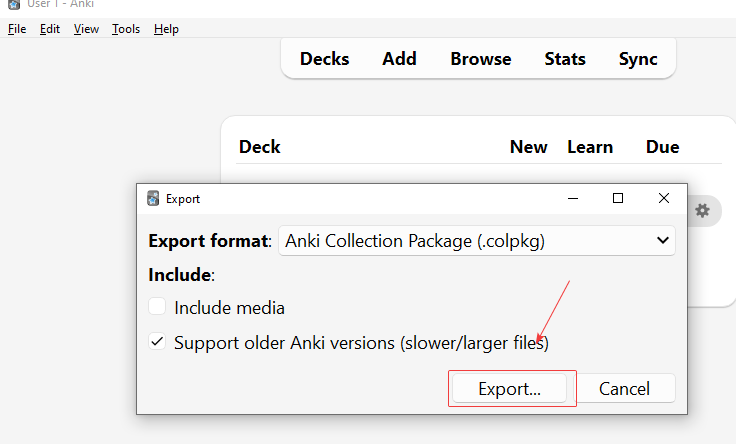 User 1 - Anki
File Edit View Tools Help
Decks Add Browse Stats Sync
Deck New Learn Due
Export
Export format: Anki Collection Package (.colpkg)
Include:
Include media
Support older Anki versions (slower/larger files)
Export... Cancel